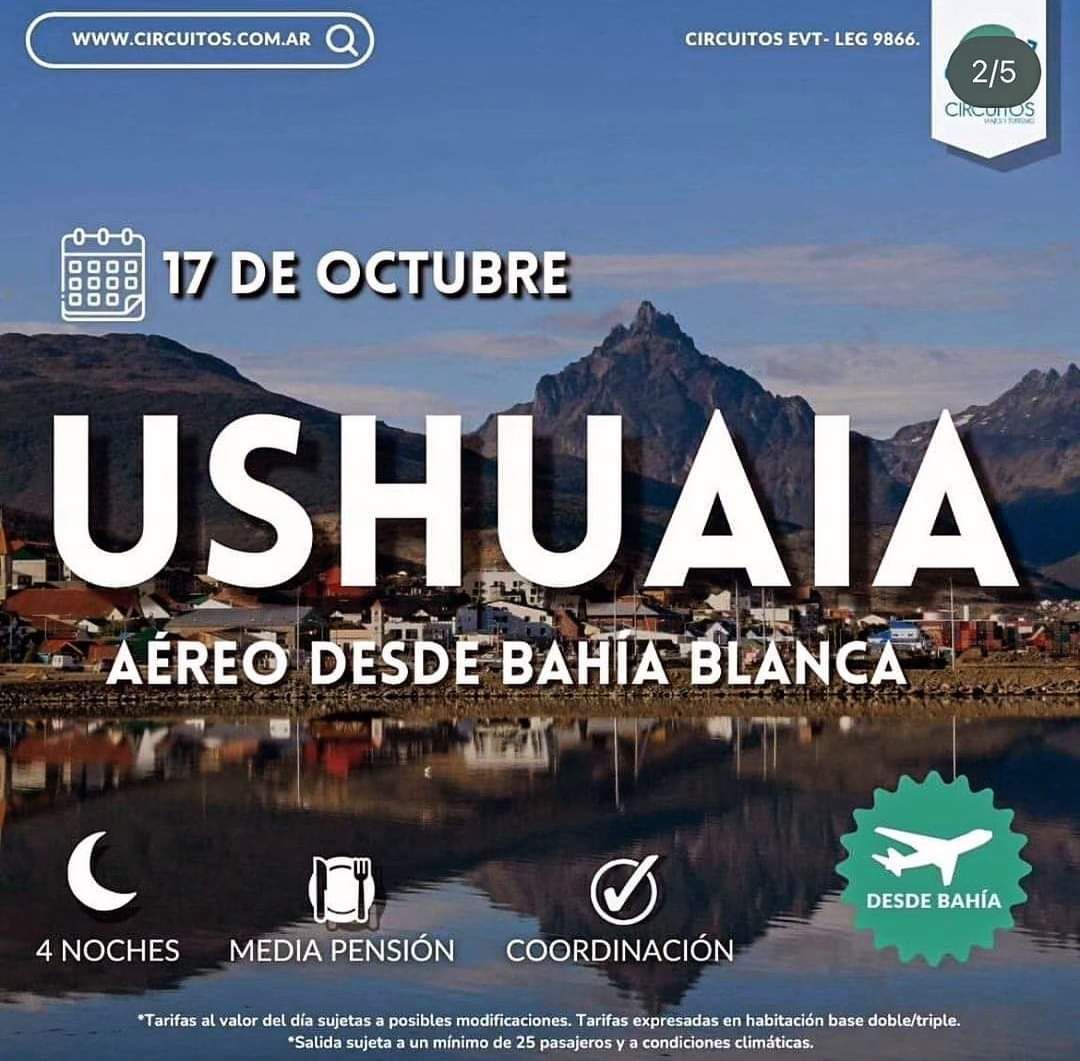 WWW.CIRCUITOS.COM.AR
CIRCUITOS EVT- LEG 9866.
2/5
CIRCUITOS
VIAJES Y TURISMO
17 DE OCTUBRE
USHUAIA
AÉREO DESDE BAHÍA BLANCA
DESDE BAHÍA
4 NOCHES
MEDIA PENSIÓN
COORDINACIÓN
*Tarifas al valor del día sujetas a posibles modificaciones. Tarifas expresadas en habitación base doble/triple.
*Salida sujeta a un mínimo de 25 pasajeros y a condiciones climáticas.